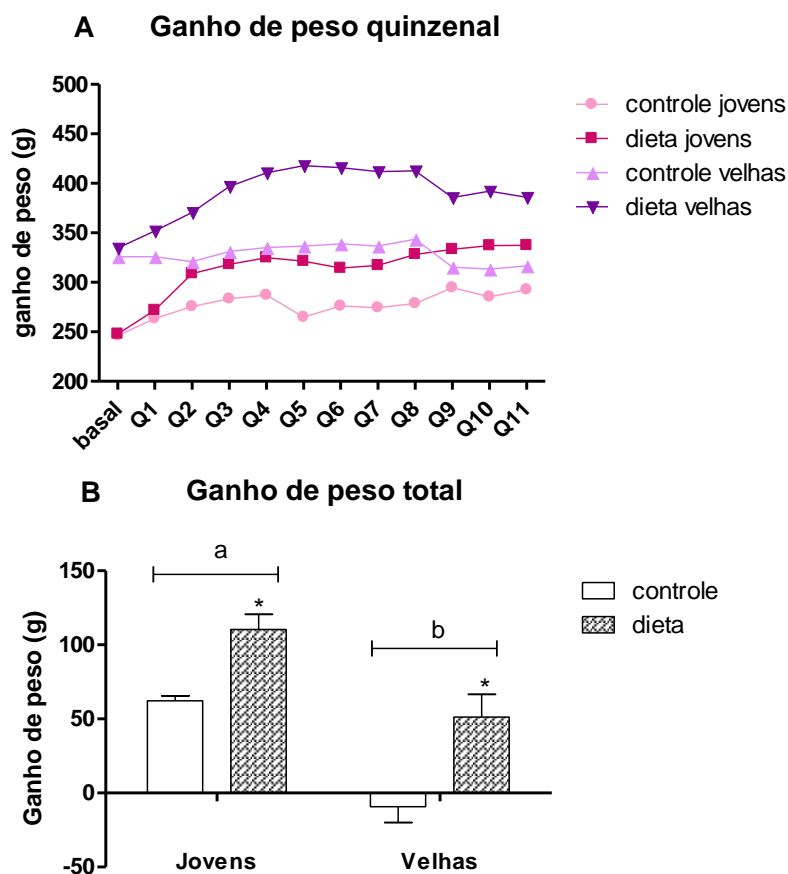 A Ganho de peso quinzenal
ganho de peso (g)
500
450
400
350
300
250
200
basal Q1 Q2 Q3 Q4 Q5 Q6 Q7 Q8 Q9 Q10 Q11
controle jovens
dieta jovens
controle velhas
dieta velhas
B Ganho de peso total
Ganho de peso (g)
150
100
50
0
-50
a
*
b
*
Jovens Velhas
controle
dieta